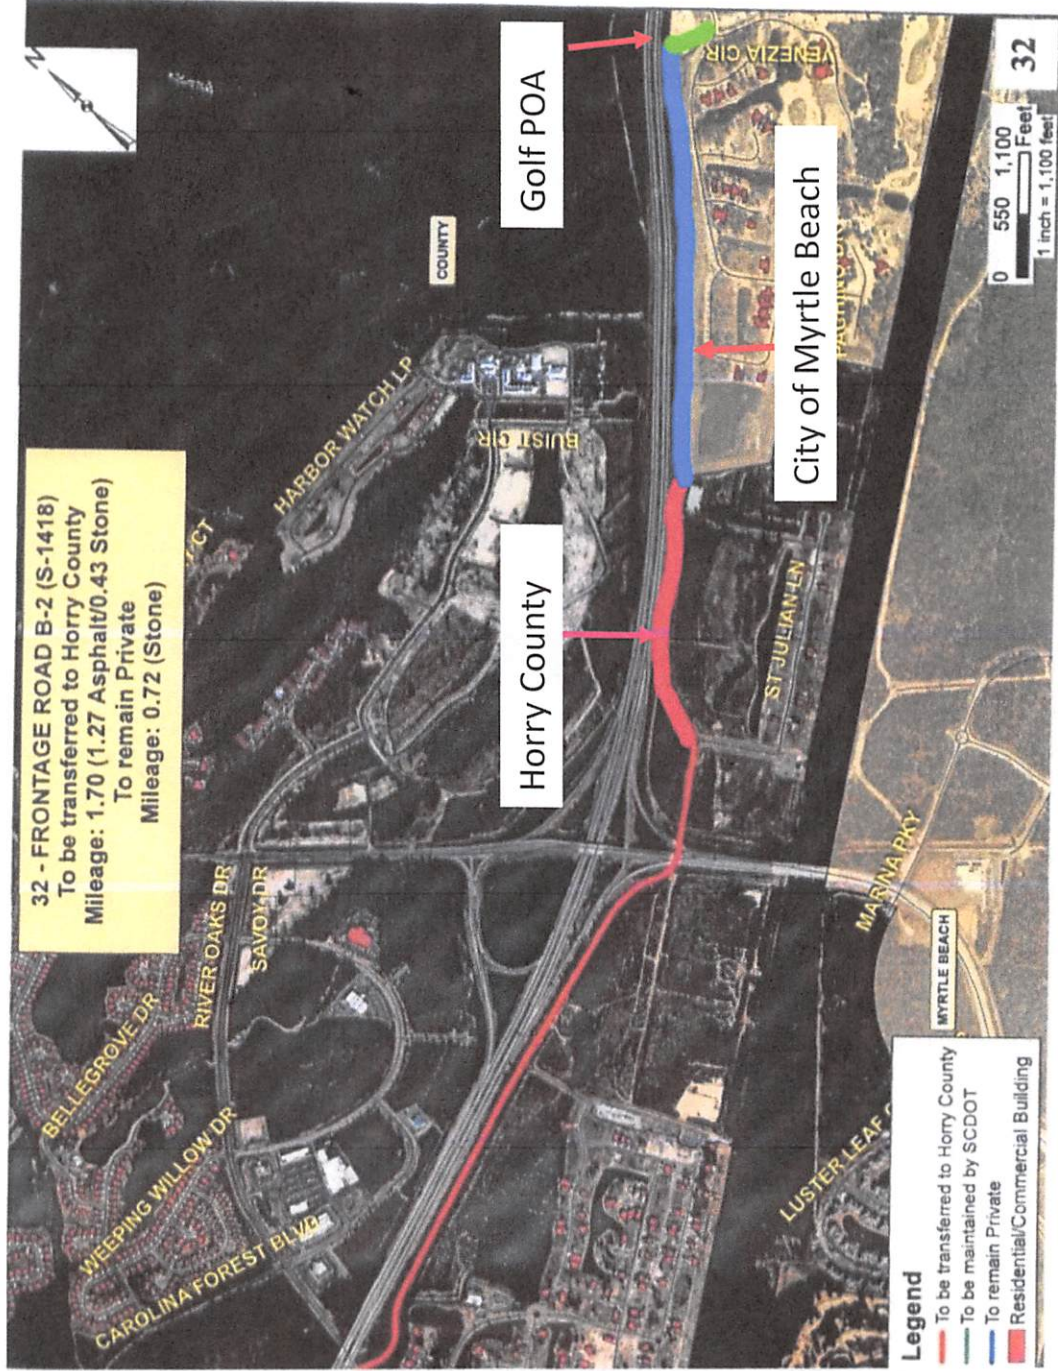 32 - FRONTAGE ROAD B-2 (S-1418)
To be transferred to Horry County
Mileage: 1.70 (1.27 Asphalt/0.43 Stone)
To remain Private
Mileage: 0.72 (Stone)
N
COUNTY
Golf POA
City of Myrtle Beach
Horry County
CT
HARBOR WATCH LP
BUIST CIR
VENEZIA CIR
ST JULIAN LN
RIVER OAKS DR
SAVOY DR
BELLEGROVE DR
WEEPING WILLOW DR
CAROLINA FOREST BLVD
MARINA PKY
MYRTLE BEACH
LUSTER LEAF
Legend
To be transferred to Horry County
To be maintained by SCDOT
To remain Private
Residential/Commercial Building
0 550 1,100
Feet
1 inch = 1,100 feet
32